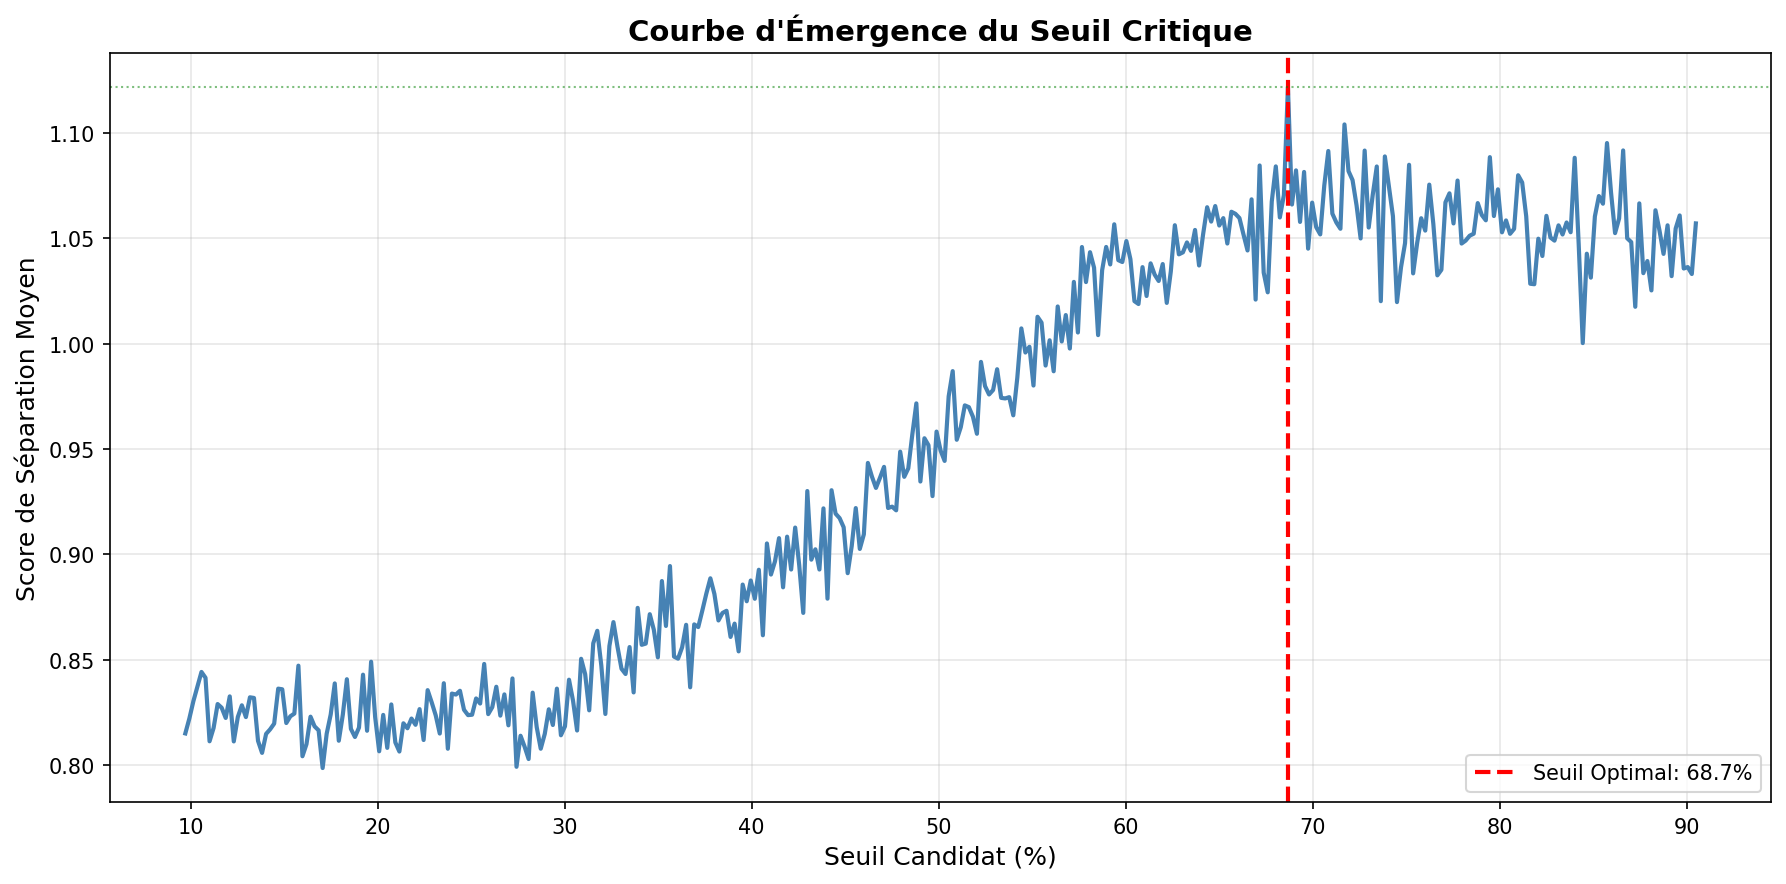 Courbe d'Émergence du Seuil Critique
Score de Séparation Moyen
1.10
1.05
1.00
0.95
0.90
0.85
0.80
Seuil Optimal: 68.7%
10 20 30 40 50 60 70 80 90
Seuil Candidat (%)